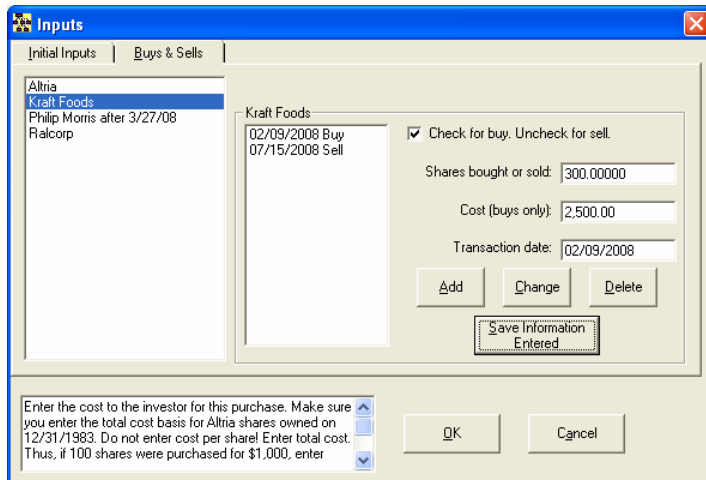 Inputs
Initial Inputs
Buys & Sells
Altria
Kraft Foods
Philip Morris after 3/27/08
Ralcorp
Kraft Foods
02/09/2008 Buy
07/15/2008 Sell
Check for buy. Uncheck for sell.
Shares bought or sold: 300.00000
Cost (buys only): 2,500.00
Transaction date: 02/09/2008
Add
Change
Delete
Save Information
Entered
Enter the cost to the investor for this purchase. Make sure
you enter the total cost basis for Altria shares owned on
12/31/1983. Do not enter cost per share! Enter total cost.
Thus, if 100 shares were purchased for $1,000, enter
OK
Cancel